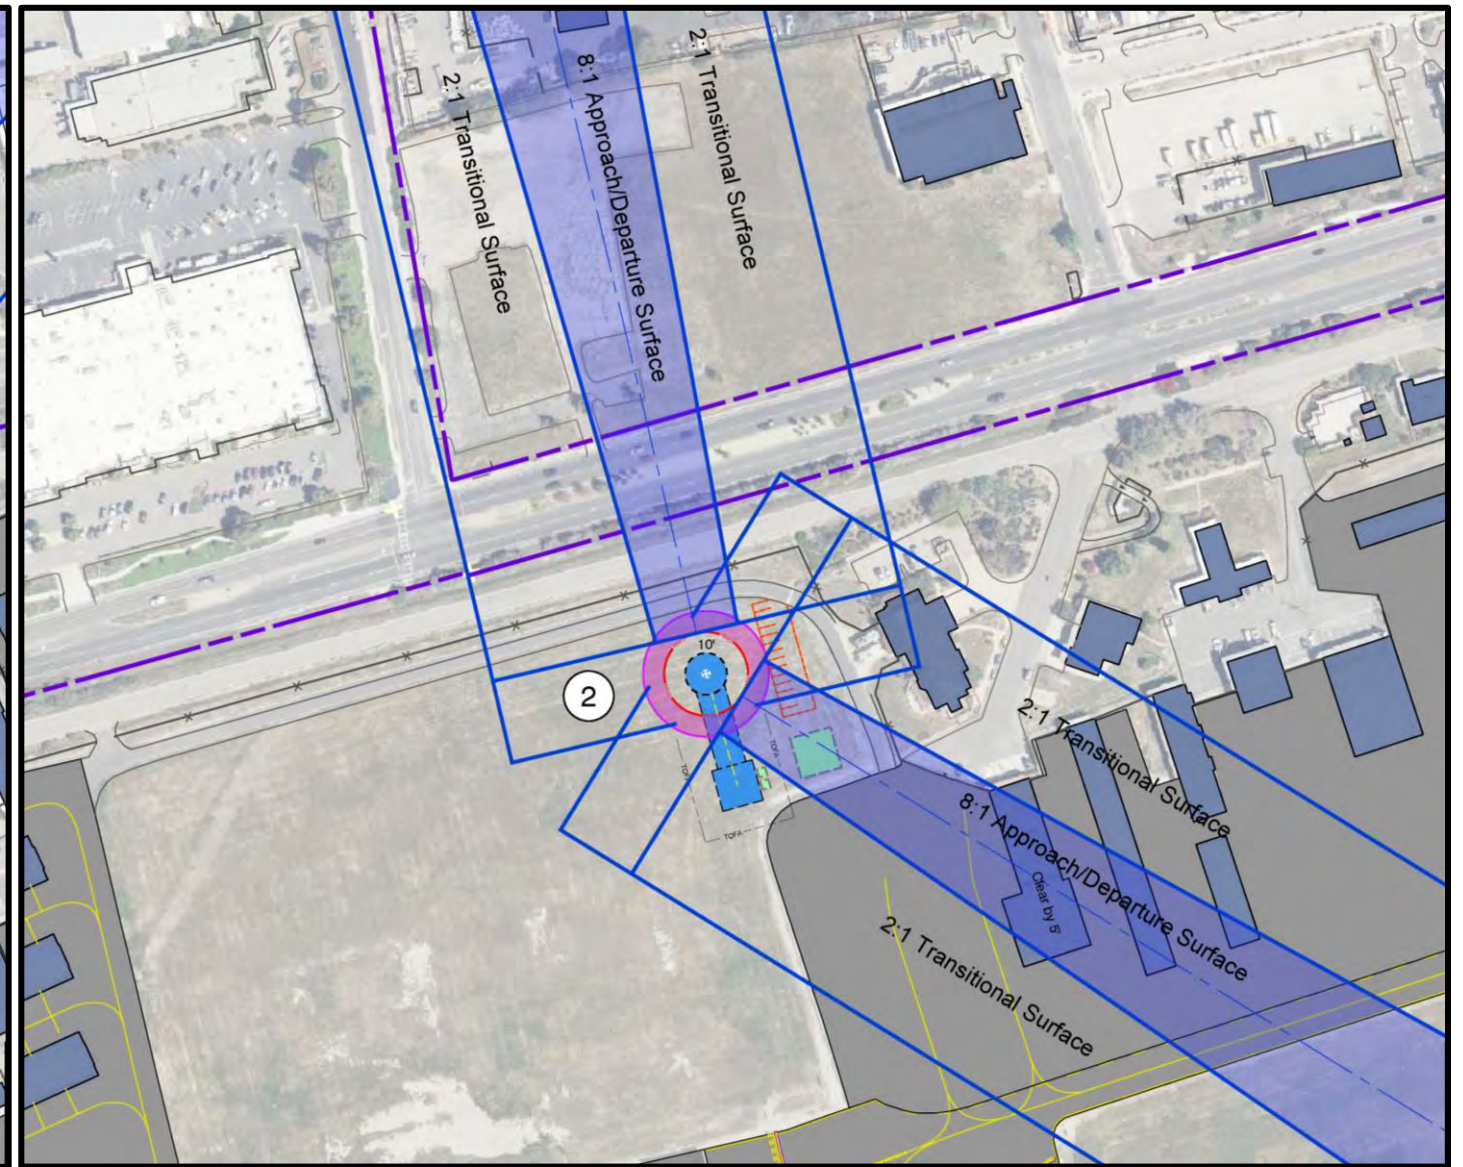 2:1 Transitional Surface
8:1 Approach/Departure Surface
2:1 Transitional Surface
10'
2
TOFA
TOFA
TOFA
2:1 Transitional Surface
8:1 Approach/Departure Surface
Clear by 5'
2:1 Transitional Surface